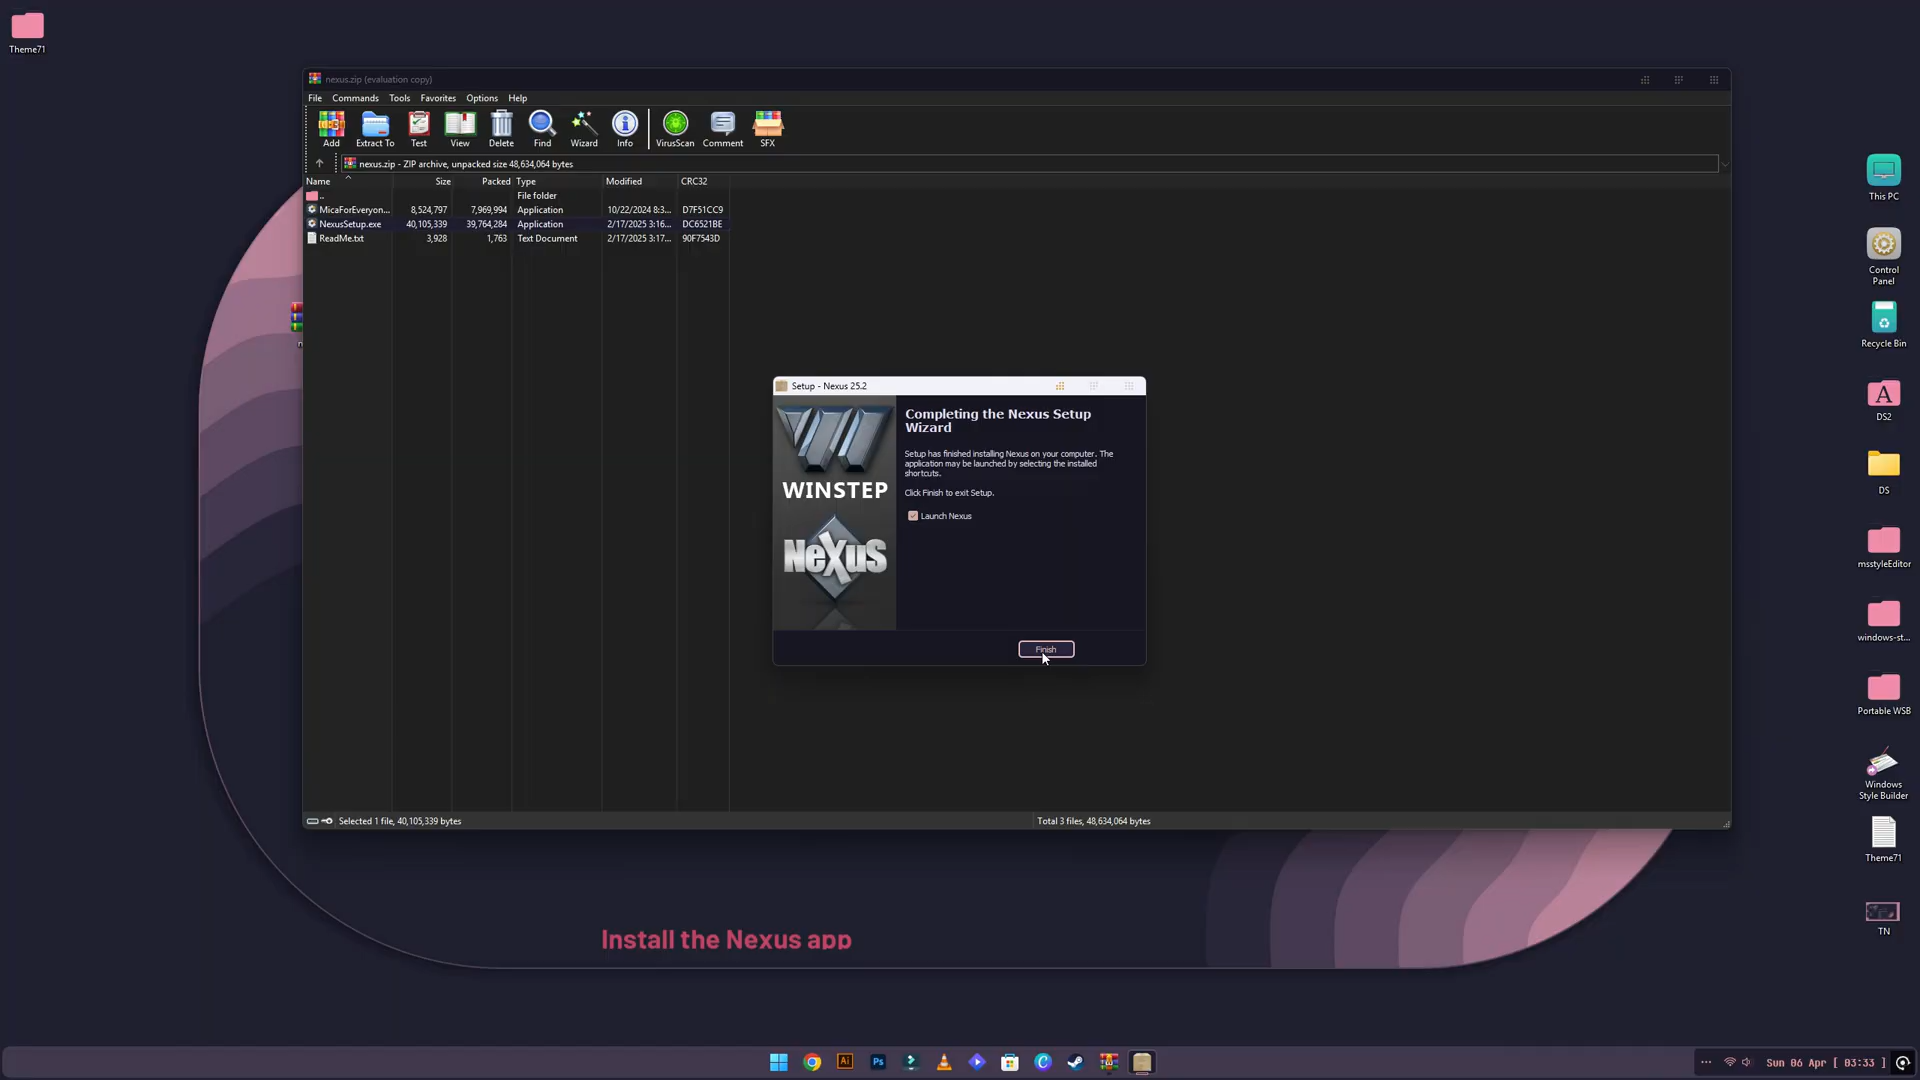 Theme71
nexus.zip (evaluation copy)
File Commands Tools Favorites Options Help
Add Extract To Test View Delete Find Wizard Info VirusScan Comment SFX
nexus.zip - ZIP archive, unpacked size 48,634,064 bytes
Name Size Packed Type Modified CRC32
.. File folder
MicaForEveryon... 8,524,797 7,969,994 Application 10/22/2024 8:3... D7F51CC9
NexusSetup.exe 40,105,339 39,764,284 Application 2/17/2025 3:16... DC6521BE
ReadMe.txt 3,928 1,763 Text Document 2/17/2025 3:17... 90F7543D
Setup - Nexus 25.2
WINSTEP
NeXuS
Completing the Nexus Setup
Wizard
Setup has finished installing Nexus on your computer. The
application may be launched by selecting the installed
shortcuts.
Click Finish to exit Setup.
Launch Nexus
Finish
Selected 1 file, 40,105,339 bytes
Total 3 files, 48,634,064 bytes
This PC
Control
Panel
Recycle Bin
A
DS2
DS
msstyleEditor
windows-st...
Portable WSB
Windows
Style Builder
Theme71
TN
Install the Nexus app
Ai
Ps
Sun 06 Apr [ 03:33 ]